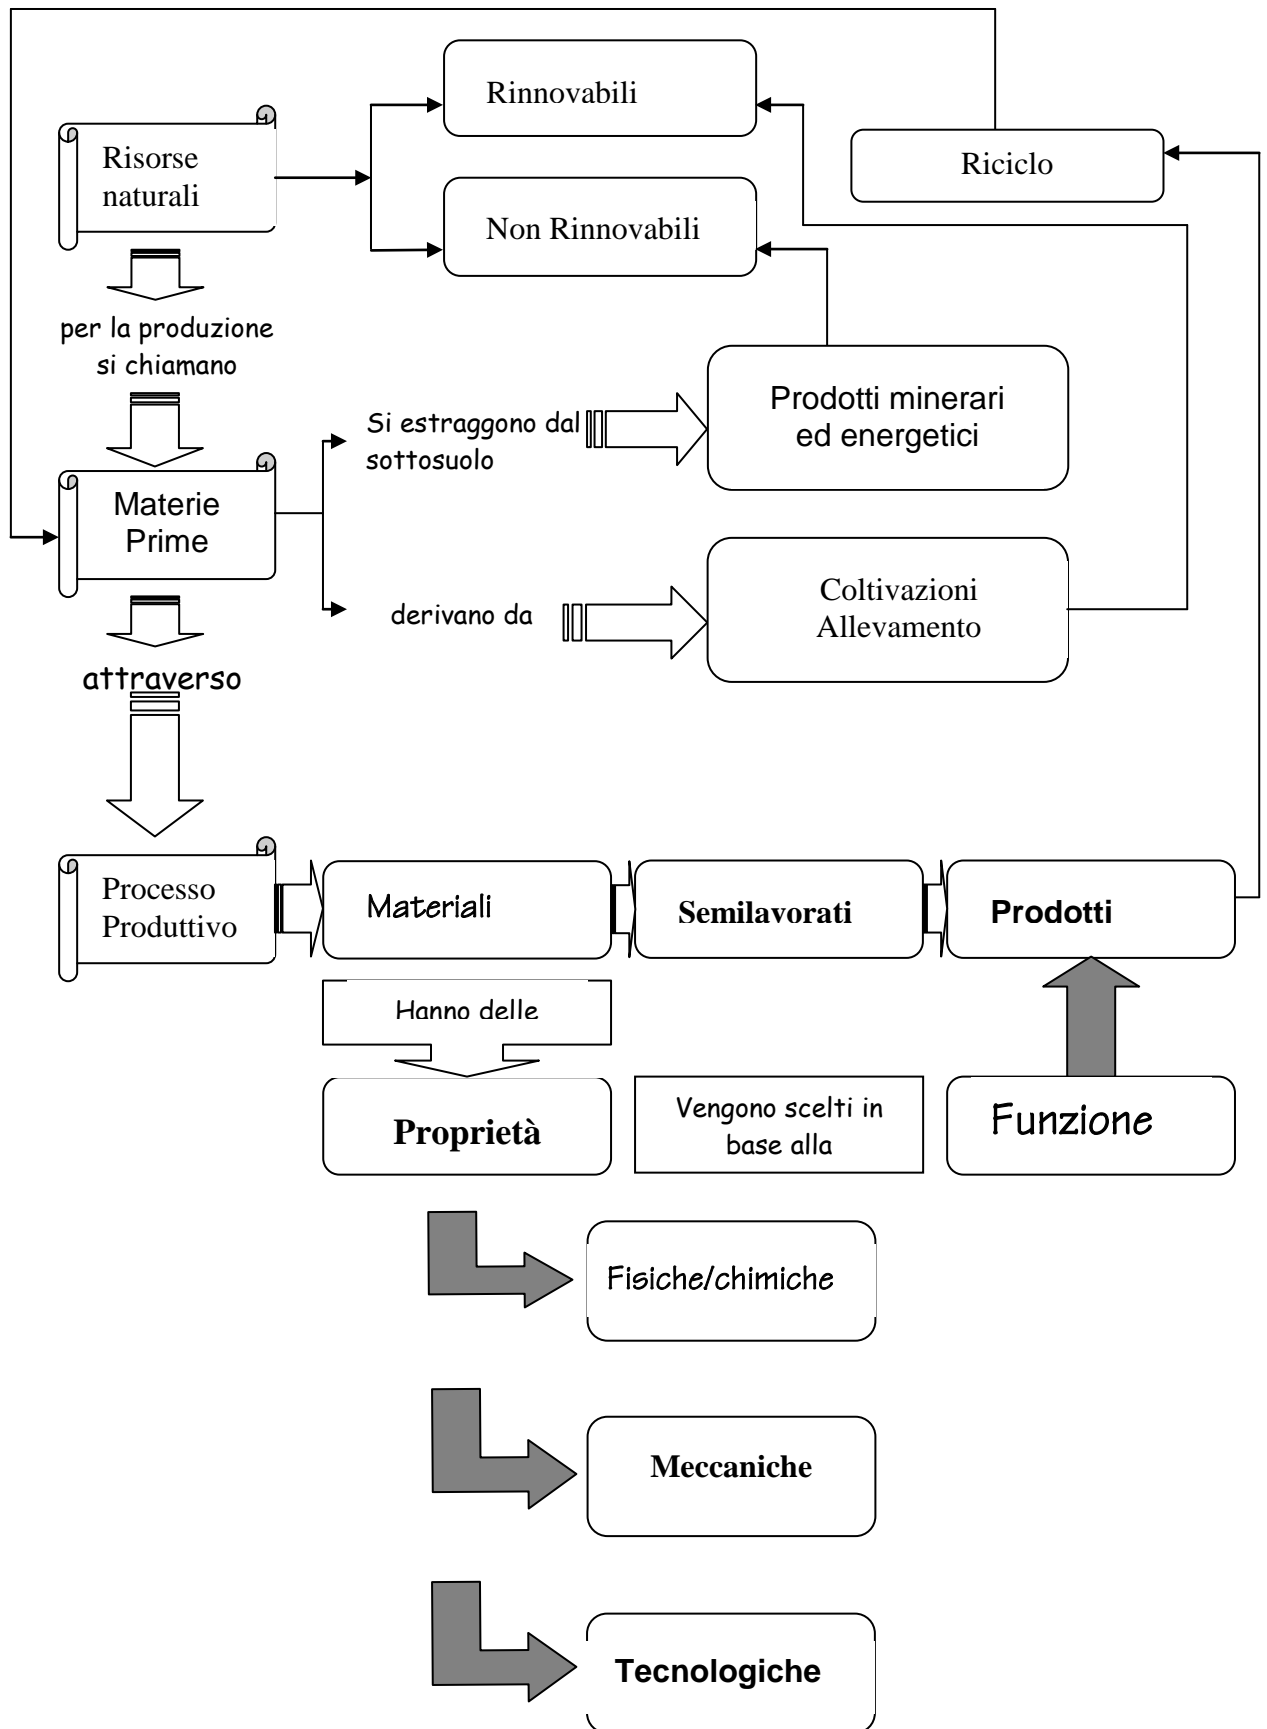 Rinnovabili
Risorse
naturali
Riciclo
Non Rinnovabili
per la produzione
si chiamano
Prodotti minerari
ed energetici
Si estraggono dal
sottosuolo
Materie
Prime
Coltivazioni
Allevamento
derivano da
attraverso
Processo
Produttivo
Materiali
Semilavorati
Prodotti
Hanno delle
Proprietà
Vengono scelti in
base alla
Funzione
Fisiche/chimiche
Meccaniche
Tecnologiche